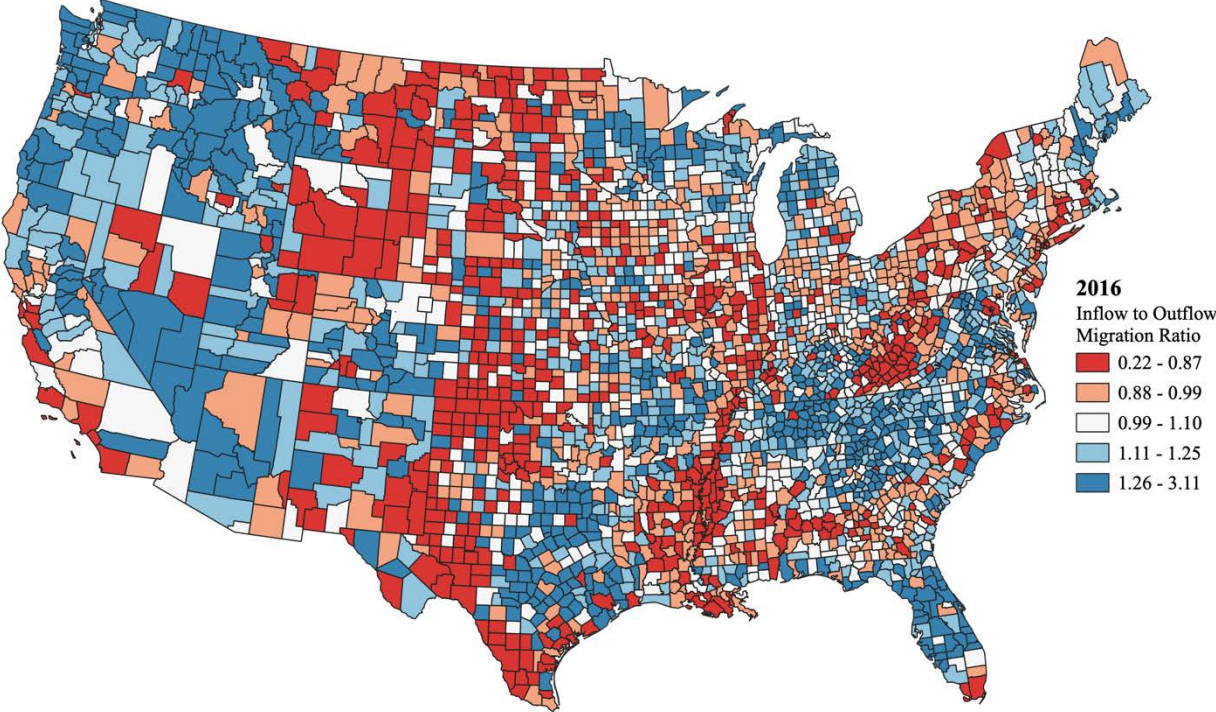 2016
Inflow to Outflow
Migration Ratio
0.22 - 0.87
0.88 - 0.99
0.99 - 1.10
1.11 - 1.25
1.26 - 3.11